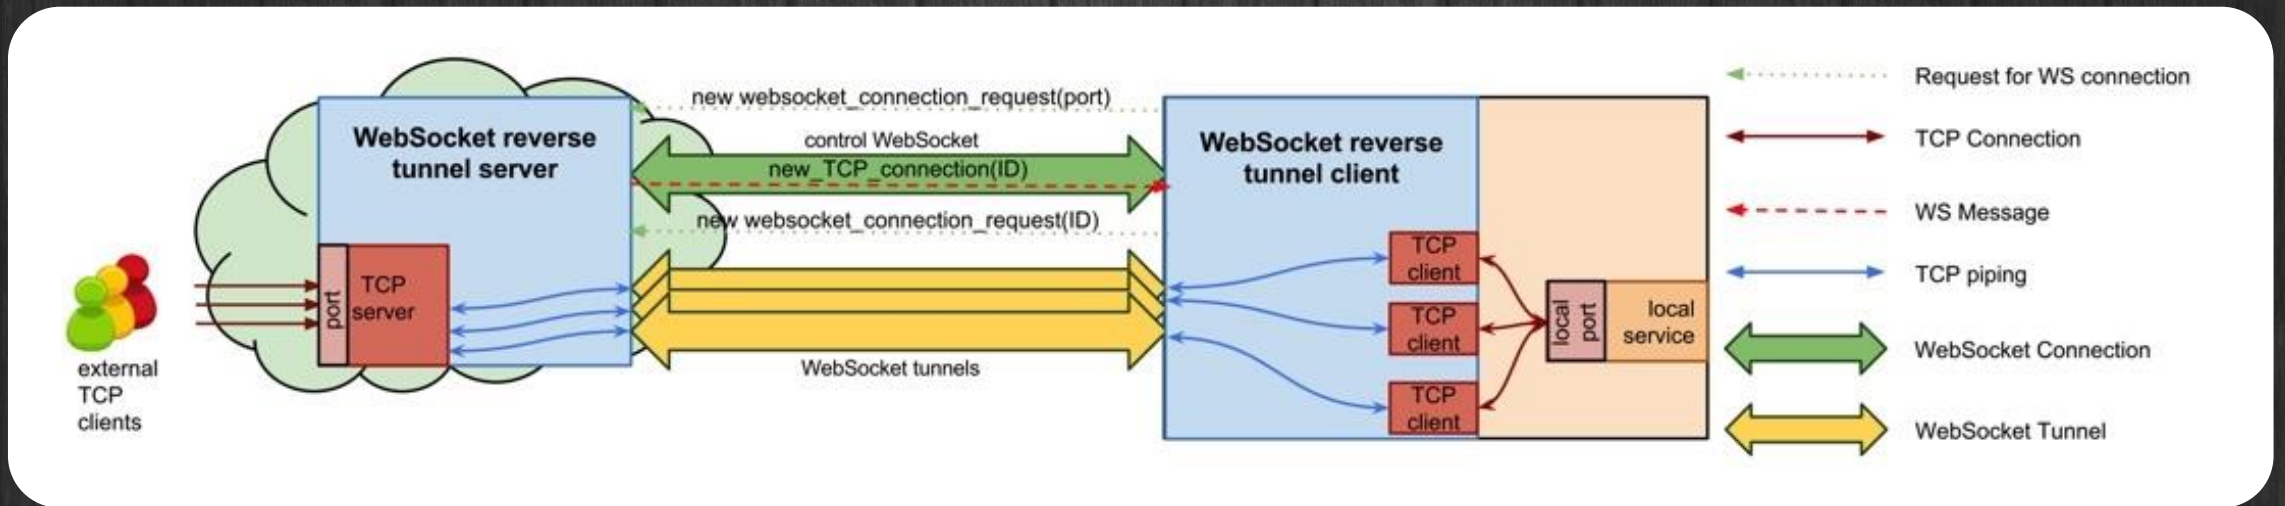 new websocket_connection_request(port)
WebSocket reverse
tunnel server
control WebSocket
new_TCP_connection(ID)
new websocket_connection_request(ID)
WebSocket reverse
tunnel client
port
TCP
server
external
TCP
clients
WebSocket tunnels
TCP
client
TCP
client
TCP
client
local
port
local
service
Request for WS connection
TCP Connection
WS Message
TCP piping
WebSocket Connection
WebSocket Tunnel